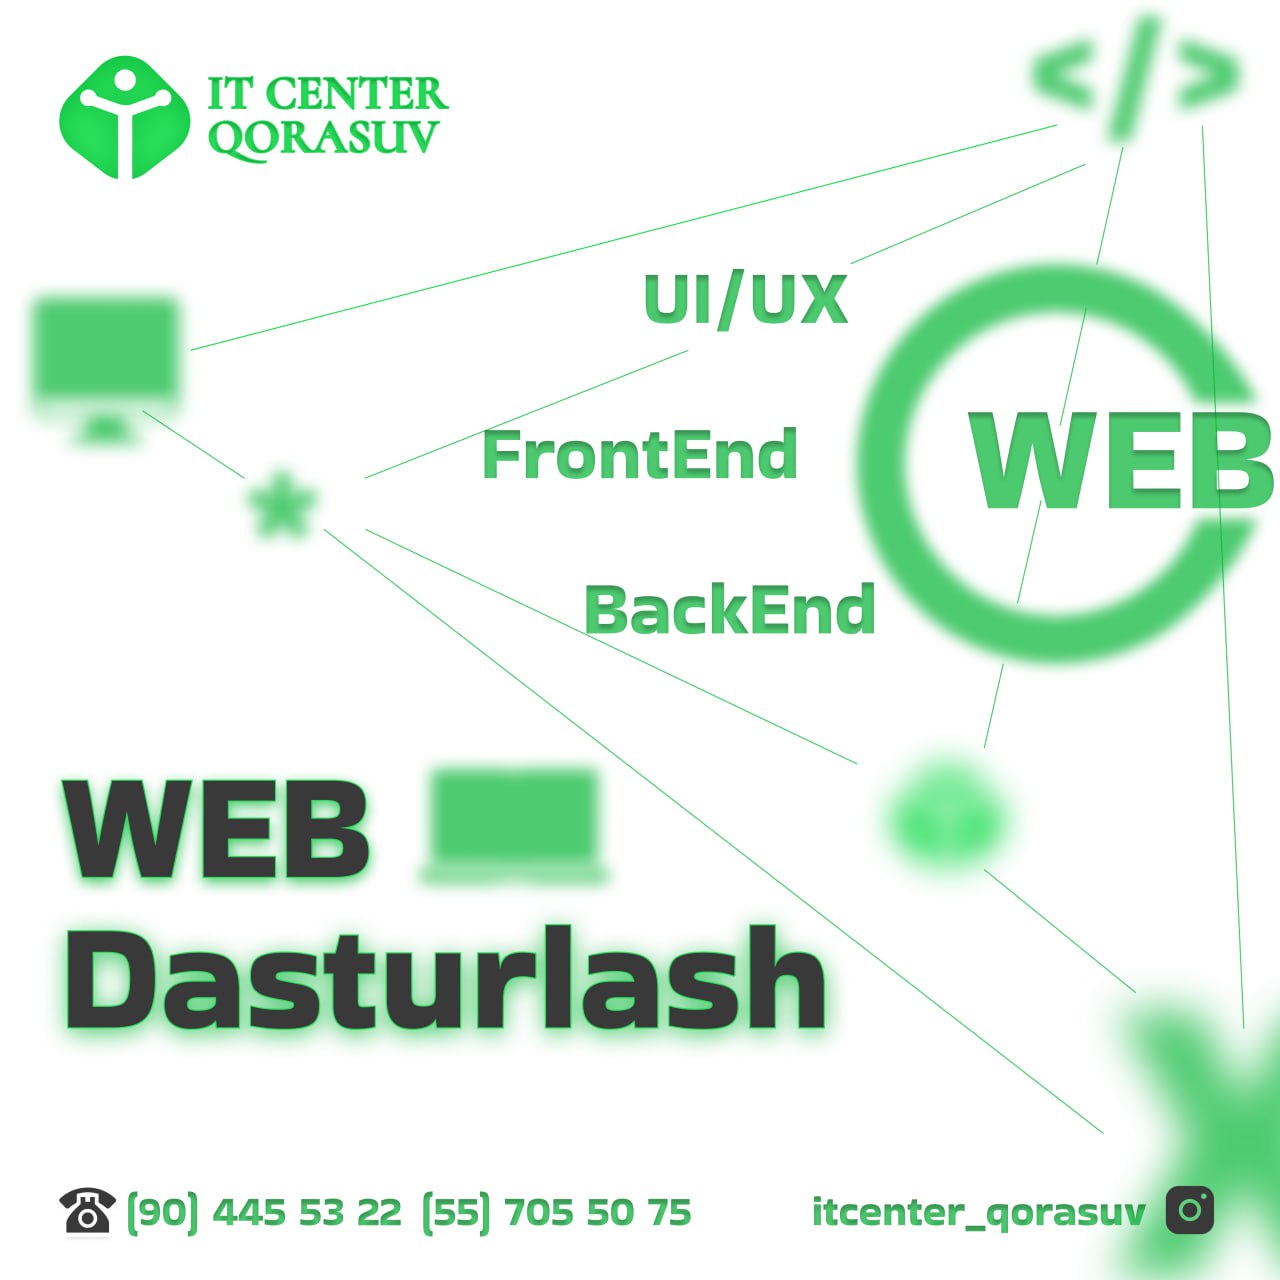 IT CENTER
QORASUV
</>
UI/UX
FrontEnd
WEB
BackEnd
WEB
Dasturlash
(90) 445 53 22 (55) 705 50 75
itcenter_qorasuv